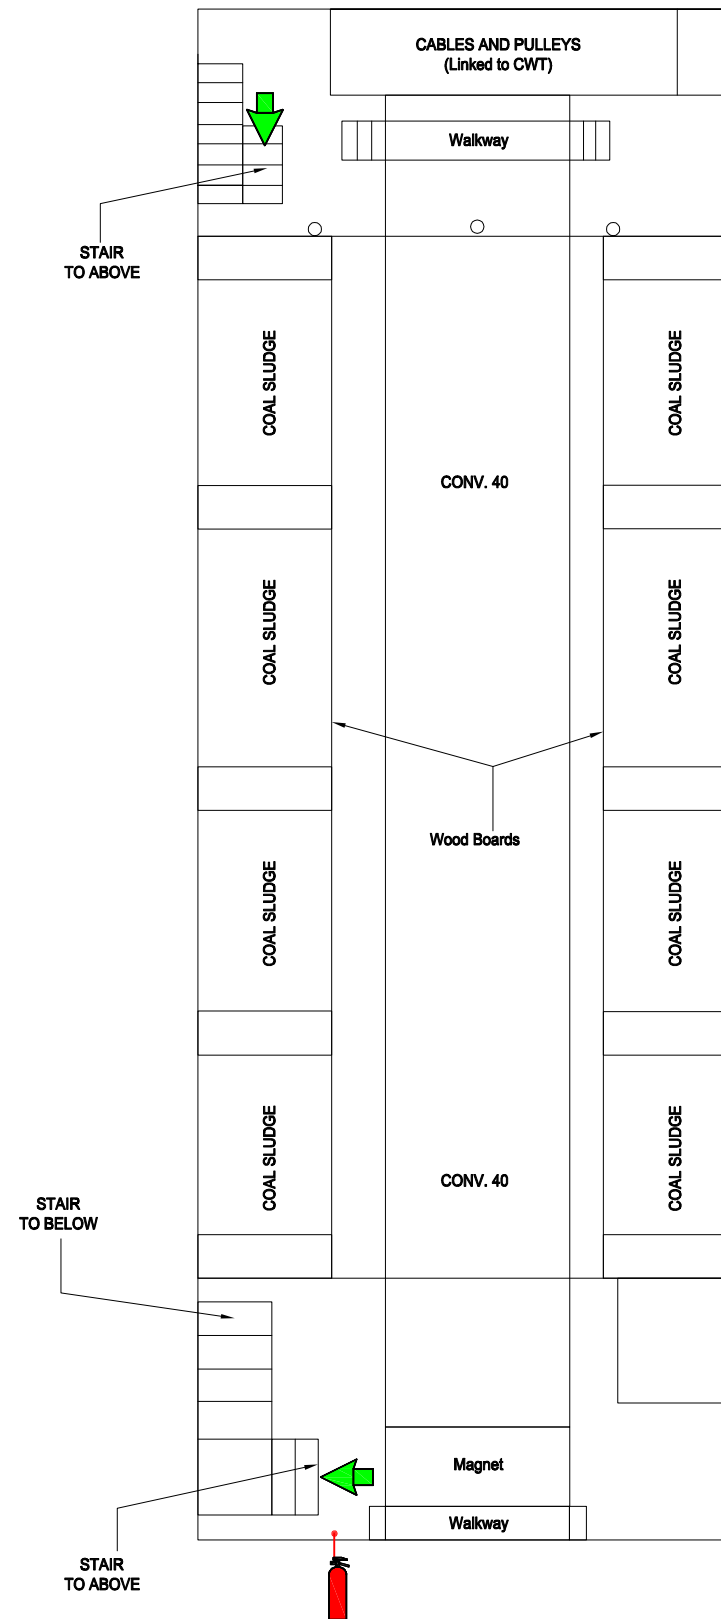 CABLES AND PULLEYS
(Linked to CWT)
Walkway
STAIR
TO ABOVE
COAL SLUDGE
COAL SLUDGE
CONV. 40
COAL SLUDGE
COAL SLUDGE
Wood Boards
COAL SLUDGE
COAL SLUDGE
COAL SLUDGE
COAL SLUDGE
CONV. 40
STAIR
TO BELOW
Magnet
Walkway
STAIR
TO ABOVE